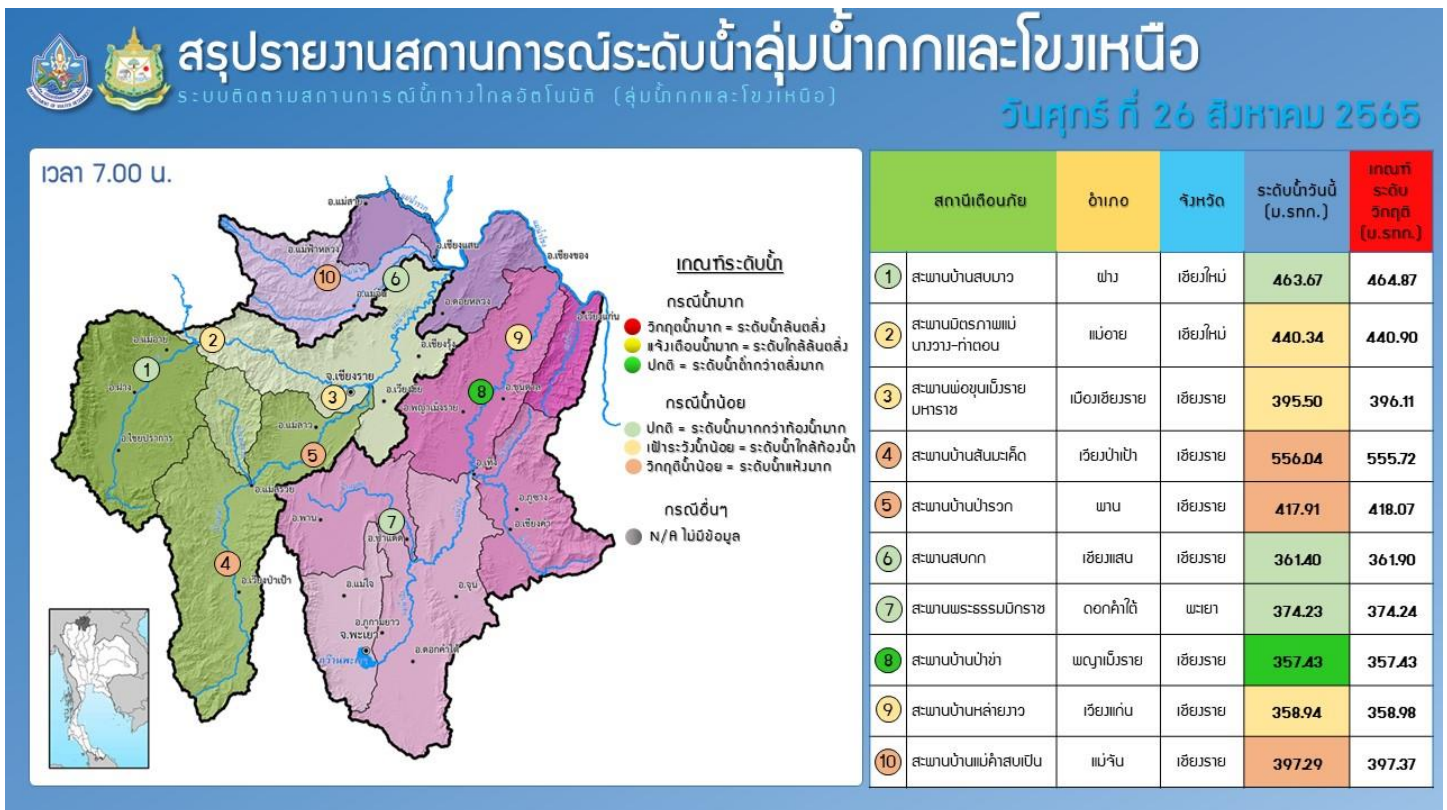 สรุปรายงานสถานการณ์ระดับน้ำลุ่มน้ำกกและโขงเหนือ
ระบบติดตามสถานการณ์น้ำทางไกลอัตโนมัติ (ลุ่มน้ำกกและโขงเหนือ)
วันศุกร์ ที่ 26 สิงหาคม 2565
เวลา 7.00 น.
อ.แม่สาย
อ.แม่ฟ้าหลวง
อ.เชียงแสน
อ.เชียงของ
10
6
อ.ดอยหลวง
อ.เวียงแก่น
2
9
อ.แม่อาย
อ.เชียงรุ้ง
1
จ.เชียงราย
อ.ฝาง
3
8
อ.ขุนตาล
อ.พญาเม็งราย
อ.แม่ลาว
อ.ไชยปราการ
5
อ.เทิง
อ.แม่สรวย
อ.ภูซาง
อ.พาน
7
อ.เชียงคำ
อ.ป่าแดด
4
อ.เวียงป่าเป้า
อ.แม่ใจ
อ.จุน
อ.ภูกามยาว
จ.พะเยา
อ.ดอกคำใต้
เกณฑ์ระดับน้ำ
กรณีน้ำมาก
วิกฤตน้ำมาก = ระดับน้ำล้นตลิ่ง
แจ้งเตือนน้ำมาก = ระดับใกล้ล้นตลิ่ง
ปกติ = ระดับน้ำต่ำกว่าตลิ่งมาก
กรณีน้ำน้อย
ปกติ = ระดับน้ำมากกว่าท้องน้ำมาก
เฝ้าระวังน้ำน้อย = ระดับน้ำใกล้ท้องน้ำ
วิกฤติน้ำน้อย = ระดับน้ำแห้งมาก
กรณีอื่นๆ
N/A ไม่มีข้อมูล
สถานีเตือนภัย อำเภอ จังหวัด ระดับน้ำวันนี้ (ม.รทก.) เกณฑ์ระดับวิกฤติ (ม.รทก.)
1 สะพานบ้านสบมาว ฝาง เชียงใหม่ 463.67 464.87
2 สะพานมิตรภาพแม่นางวาง-ท่าตอน แม่อาย เชียงใหม่ 440.34 440.90
3 สะพานพ่อขุนเม็งรายมหาราช เมืองเชียงราย เชียงราย 395.50 396.11
4 สะพานบ้านสันมะเค็ด เวียงป่าเป้า เชียงราย 556.04 555.72
5 สะพานบ้านป่ารวก พาน เชียงราย 417.91 418.07
6 สะพานสบกก เชียงแสน เชียงราย 361.40 361.90
7 สะพานพระธรรมมิกราช ดอกคำใต้ พะเยา 374.23 374.24
8 สะพานบ้านป่าข่า พญาเม็งราย เชียงราย 357.43 357.43
9 สะพานบ้านหล่ายงาว เวียงแก่น เชียงราย 358.94 358.98
10 สะพานบ้านแม่คำสบเปิน แม่จัน เชียงราย 397.29 397.37